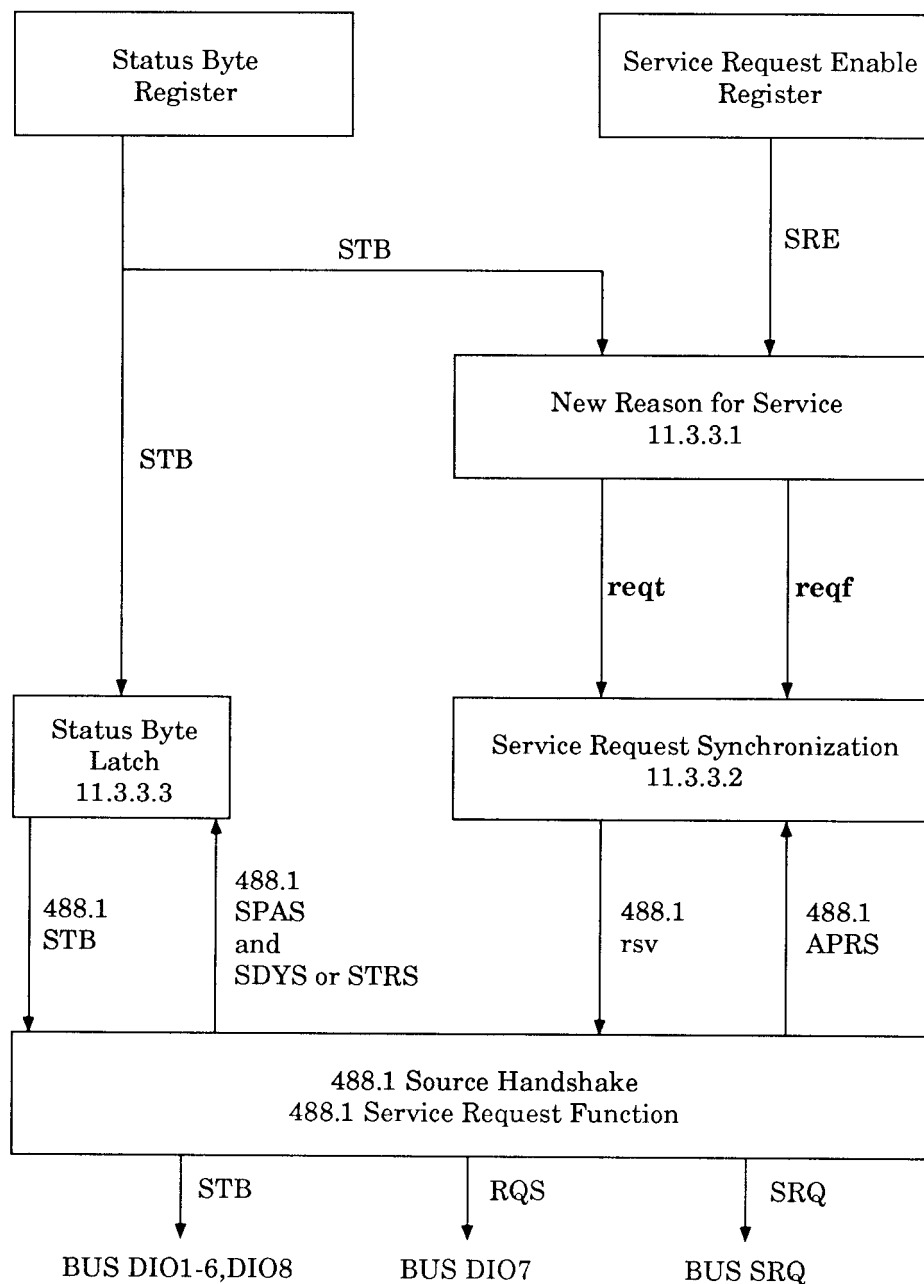 Status Byte
Register
Service Request Enable
Register
STB
SRE
New Reason for Service
11.3.3.1
STB
reqt
reqf
Status Byte
Latch
11.3.3.3
Service Request Synchronization
11.3.3.2
488.1
STB
488.1
SPAS
and
SDYS or STRS
488.1
rsv
488.1
APRS
488.1 Source Handshake
488.1 Service Request Function
STB
RQS
SRQ
BUS DIO1-6,DIO8
BUS DIO7
BUS SRQ